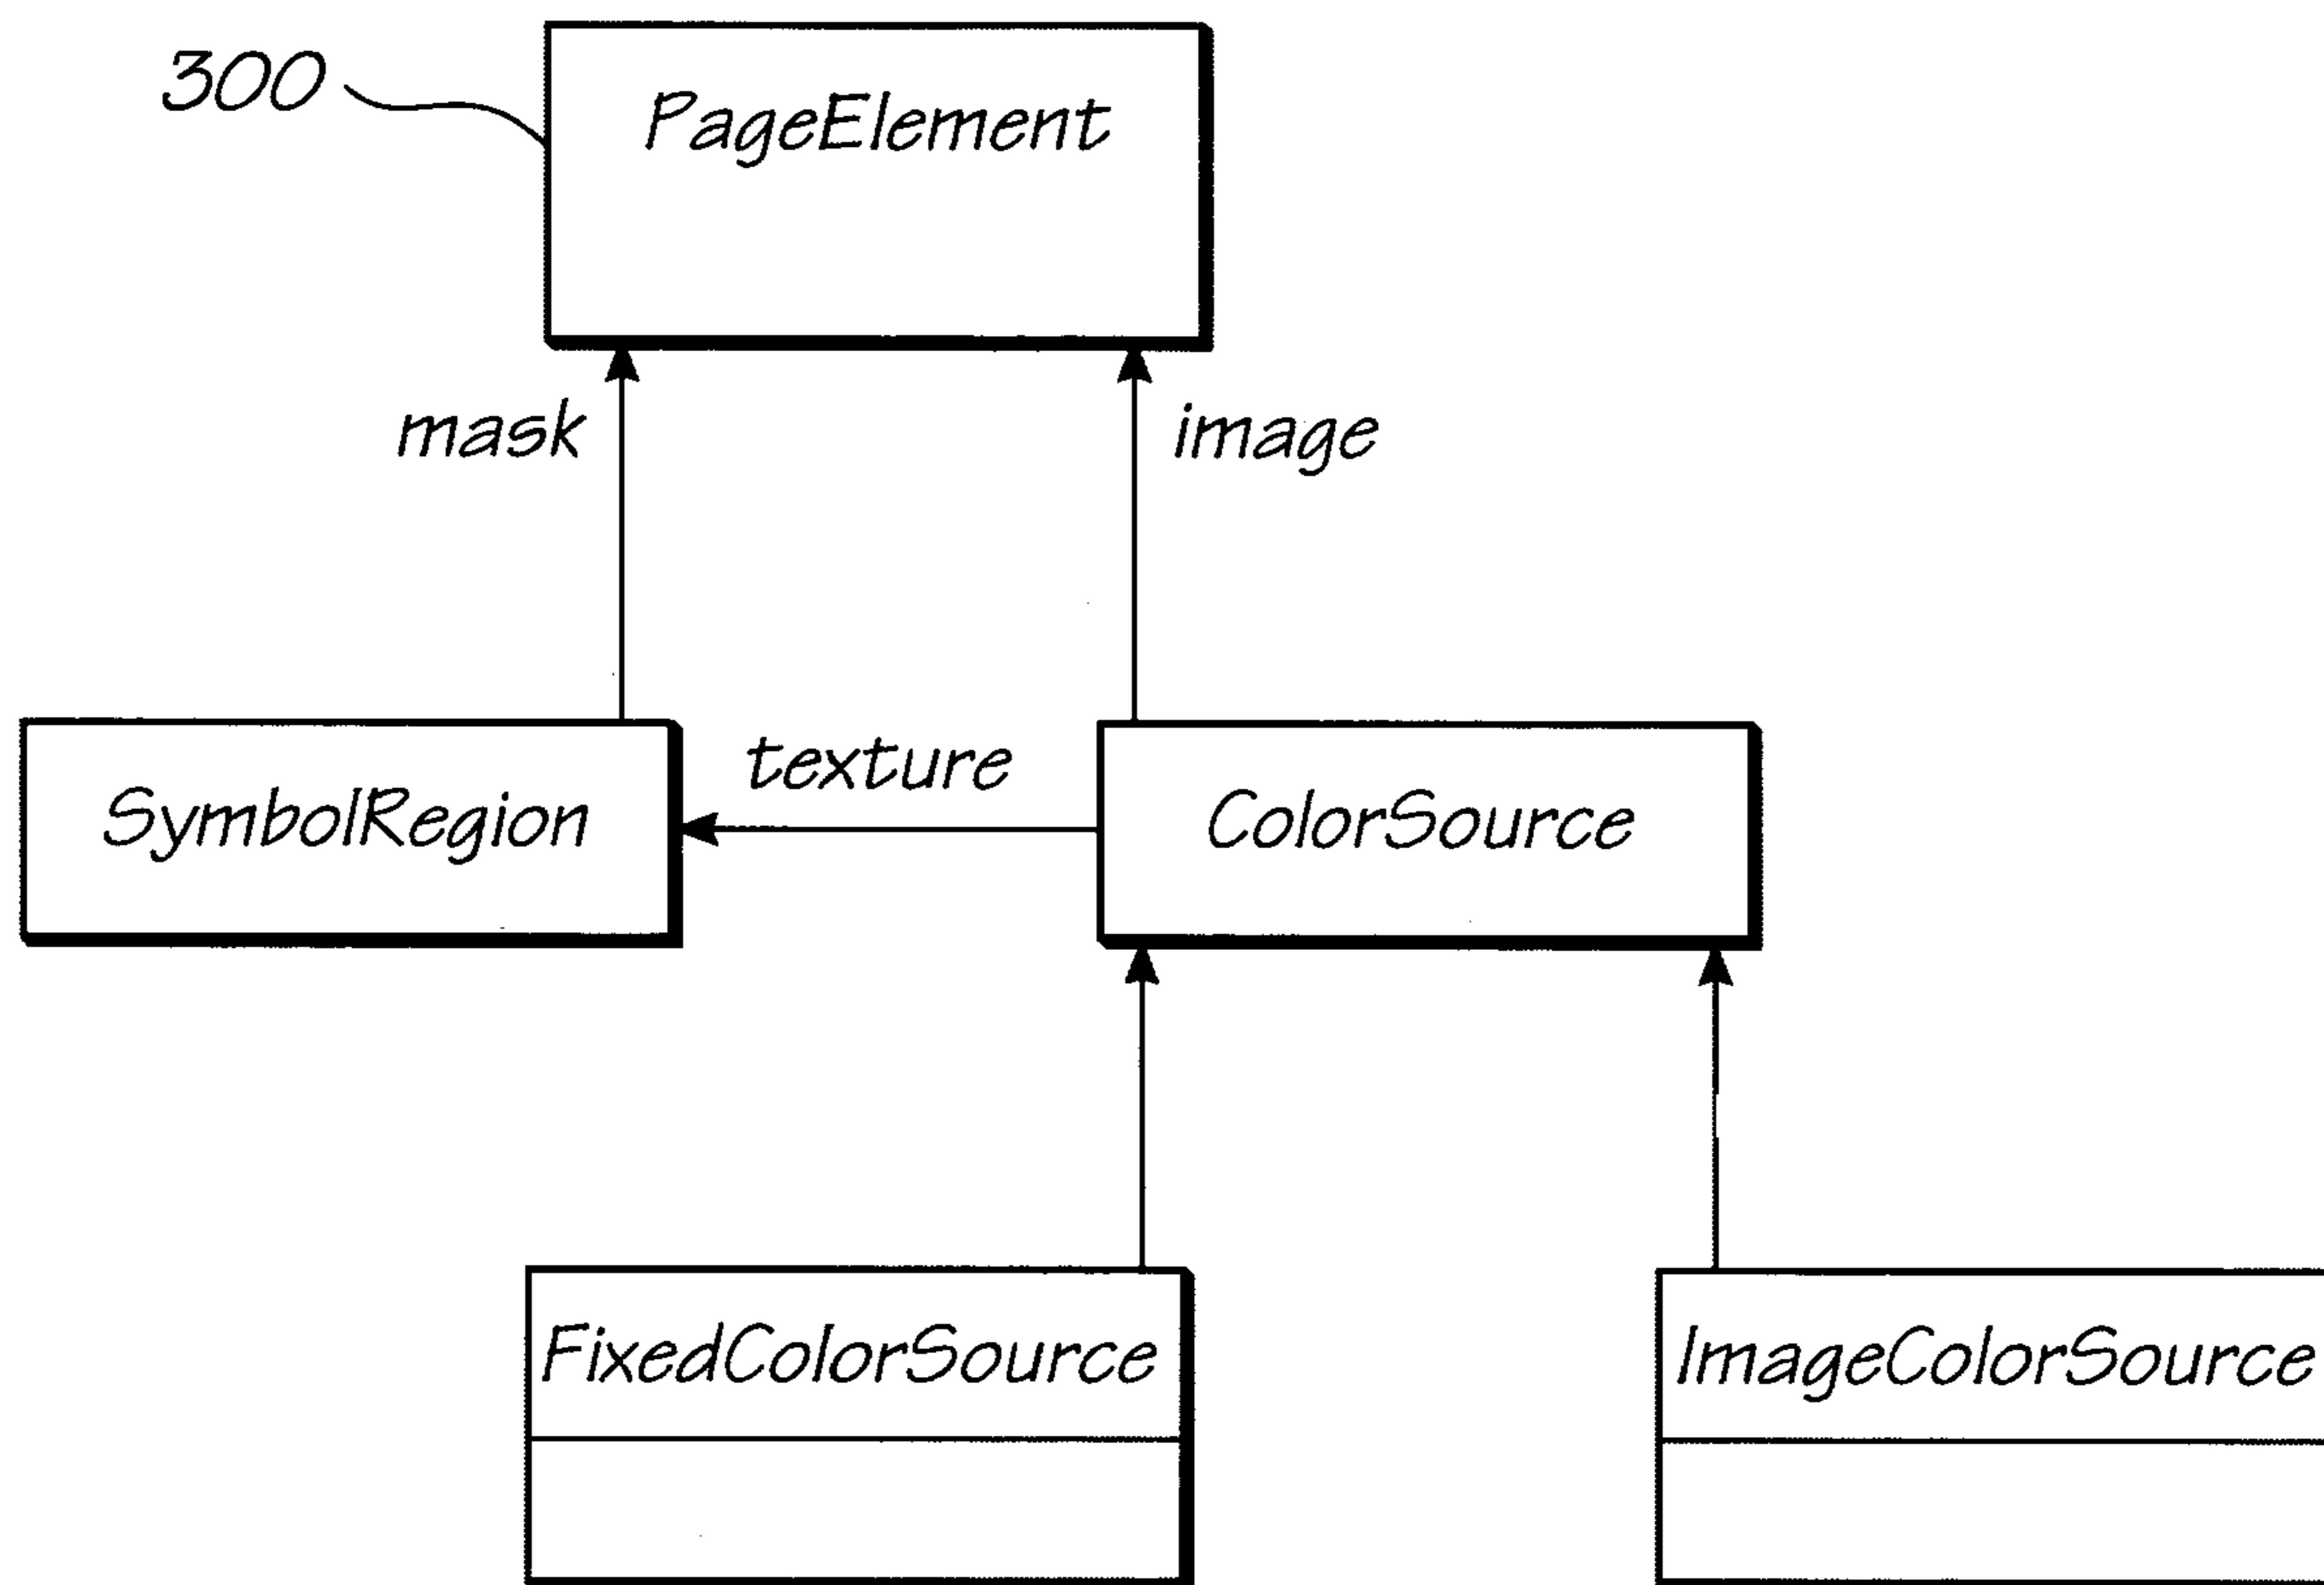 300
PageElement
mask
image
texture
SymbolRegion
ColorSource
FixedColorSource
ImageColorSource